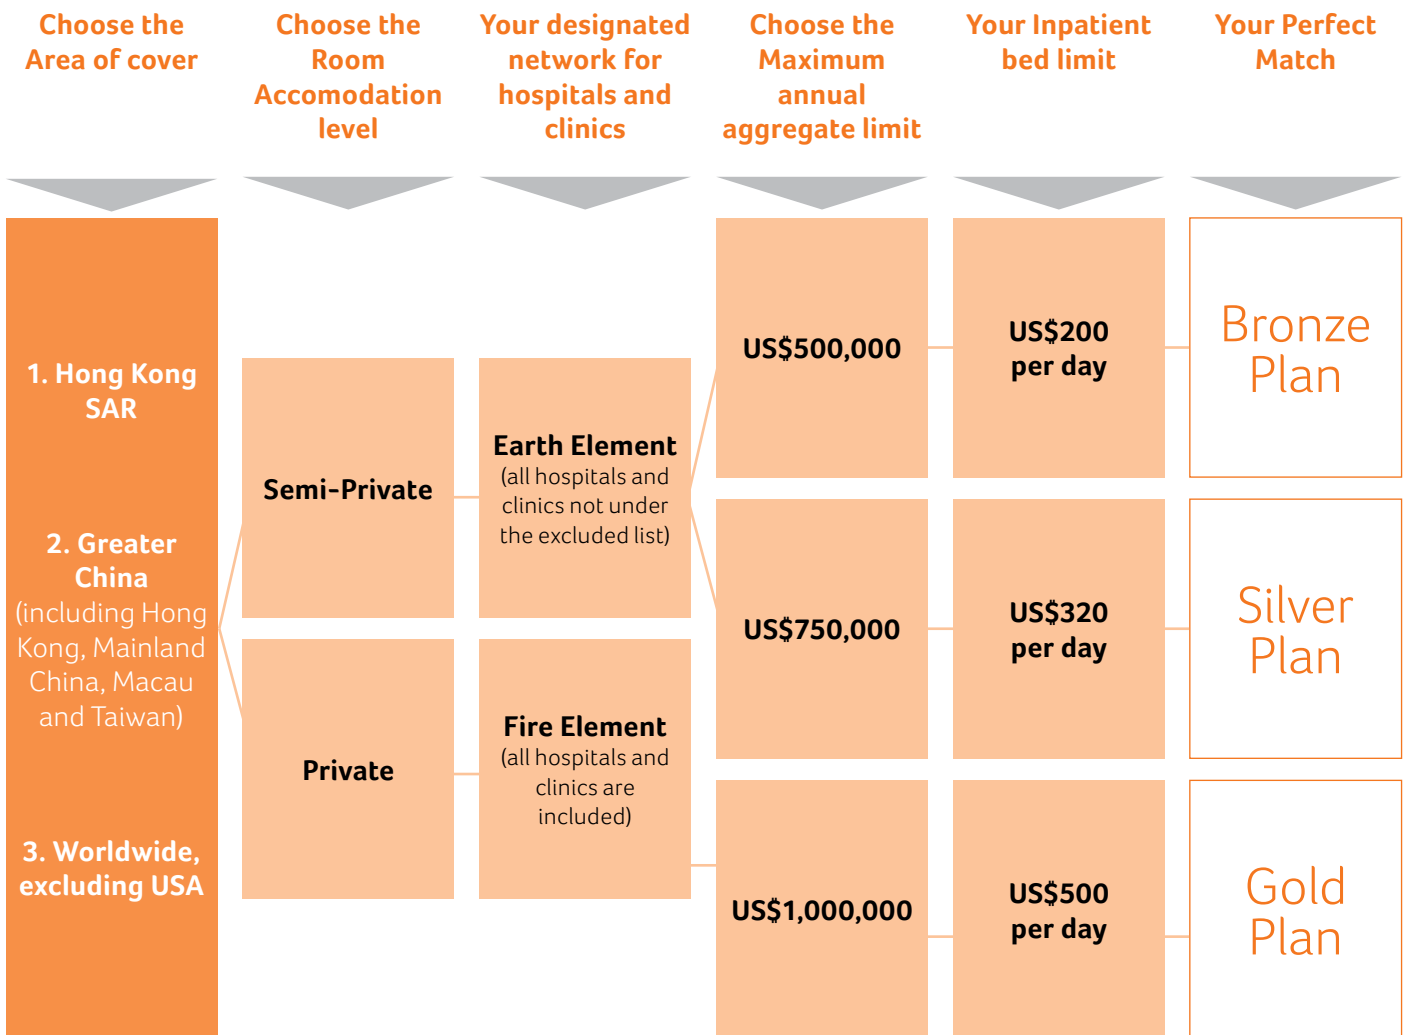 Choose the
Area of cover
Choose the
Room
Accomodation
level
Your designated
network for
hospitals and
clinics
Choose the
Maximum
annual
aggregate limit
Your Inpatient
bed limit
Your Perfect
Match
1. Hong Kong
SAR
2. Greater
China
(including Hong
Kong, Mainland
China, Macau
and Taiwan)
3. Worldwide,
excluding USA
Semi-Private
Private
Earth Element
(all hospitals and
clinics not under
the excluded list)
Fire Element
(all hospitals and
clinics are
included)
US$500,000
US$200
per day
Bronze
Plan
US$750,000
US$320
per day
Silver
Plan
US$1,000,000
US$500
per day
Gold
Plan